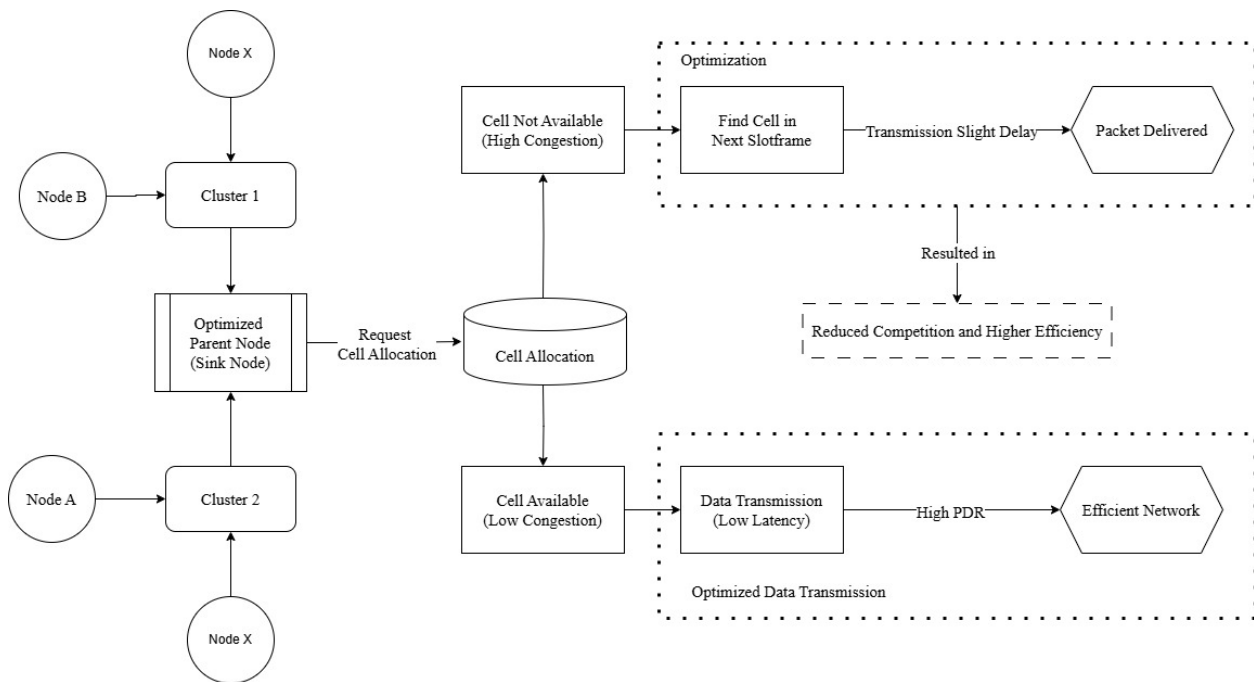 Node X
Node B
Cluster 1
Optimized
Parent Node
(Sink Node)
Node A
Cluster 2
Node X
Request
Cell Allocation
Cell Allocation
Cell Not Available
(High Congestion)
Optimization
Find Cell in
Next Slotframe
Transmission Slight Delay
Packet Delivered
Resulted in
Reduced Competition and Higher Efficiency
Cell Available
(Low Congestion)
Data Transmission
(Low Latency)
High PDR
Efficient Network
Optimized Data Transmission